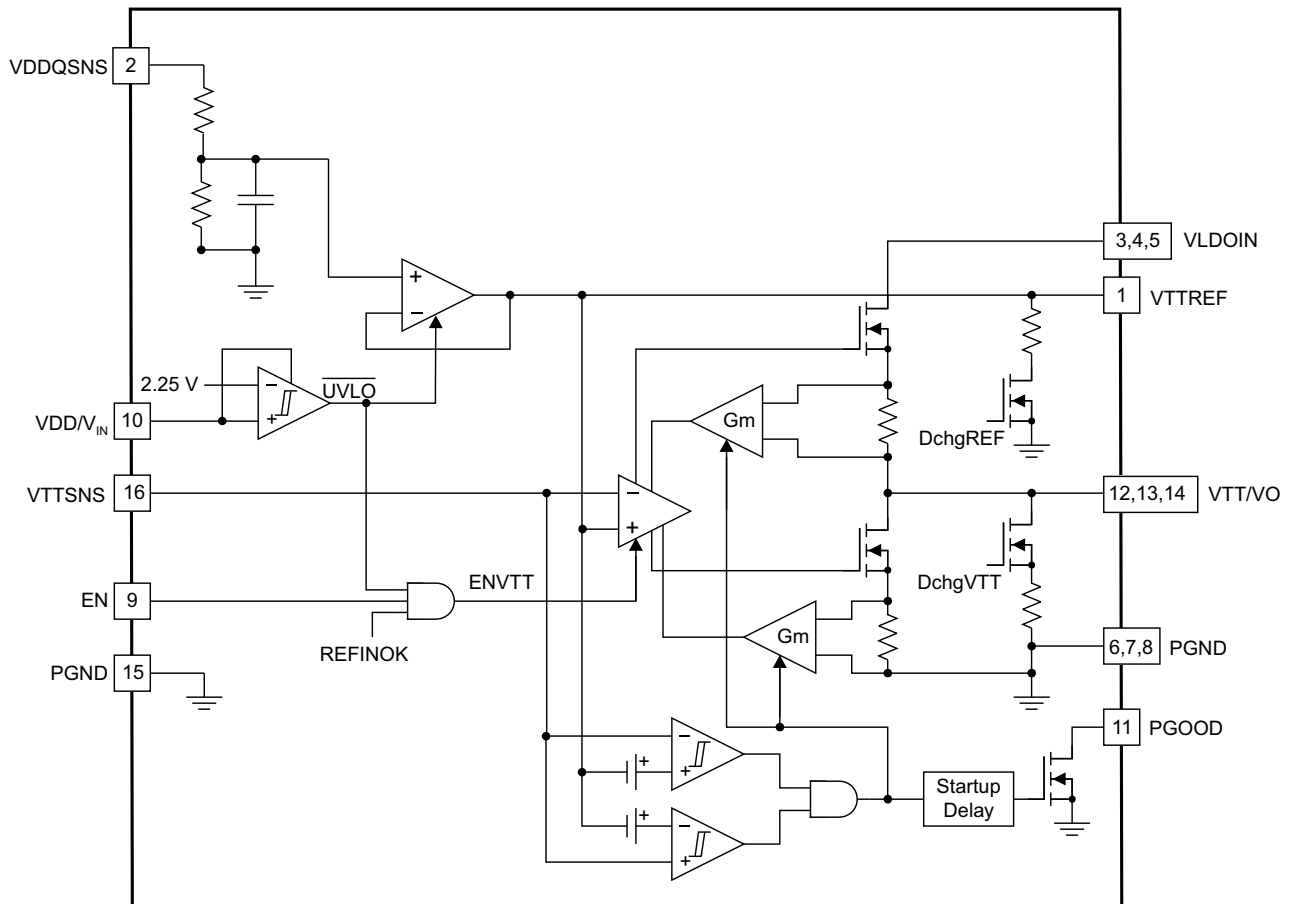 VDDQSNS 2
3,4,5 VLDOIN
+
−
1 VTTREF
2.25 V
−
+
UVLO
VDD/VIN 10
Gm
DchgREF
VTTSNS 16
−
+
12,13,14 VTT/VO
EN 9
ENVTT
DchgVTT
REFINOK
Gm
PGND 15
6,7,8 PGND
11 PGOOD
−
+
+
Startup
Delay
+
−
+